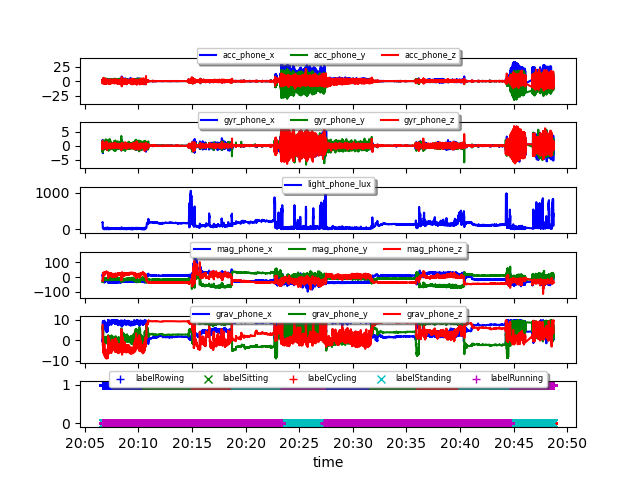 acc_phone_x acc_phone_y acc_phone_z
25
0
−25
gyr_phone_x gyr_phone_y gyr_phone_z
5
0
−5
light_phone_lux
1000
0
mag_phone_x mag_phone_y mag_phone_z
100
0
−100
grav_phone_x grav_phone_y grav_phone_z
10
0
−10
labelRowing labelSitting labelCycling labelStanding labelRunning
1
0
20:05 20:10 20:15 20:20 20:25 20:30 20:35 20:40 20:45 20:50
time